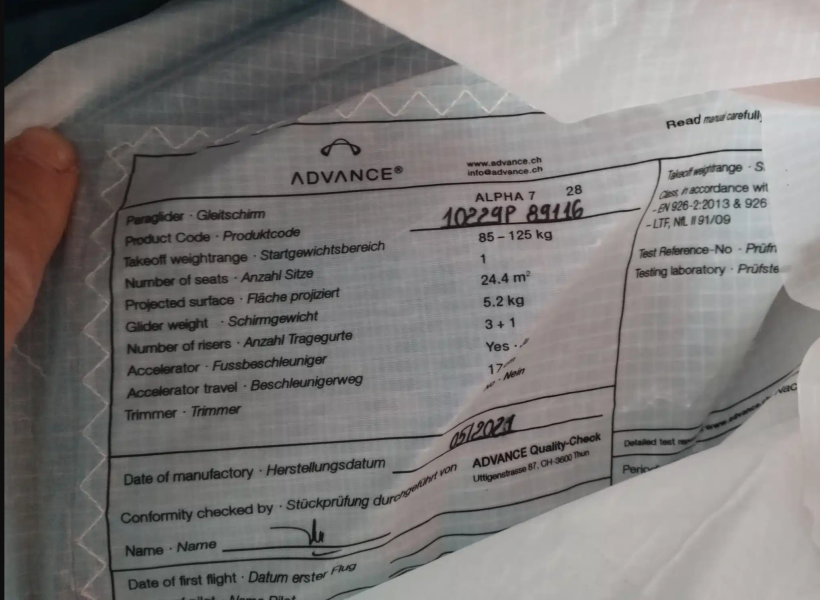 Read manual carefully
ADVANCE®
www.advance.ch
info@advance.ch
Paraglider · Gleitschirm ALPHA 7 28
Product Code · Produktcode 10229P 89116
Takeoff weightrange · Startgewichtsbereich 85 – 125 kg
Number of seats · Anzahl Sitze 1
Projected surface · Fläche projiziert 24.4 m²
Glider weight · Schirmgewicht 5.2 kg
Number of risers · Anzahl Tragegurte 3 + 1
Accelerator · Fussbeschleuniger Yes ·
Accelerator travel · Beschleunigerweg 17
Trimmer · Trimmer · Nein
Date of manufactory · Herstellungsdatum 05/2021
Conformity checked by · Stückprüfung durchgeführt von ADVANCE Quality-Check
Uttigenstrasse 87, CH-3600 Thun
Name · Name
Date of first flight · Datum erster Flug
Takeoff weightrange · S
Class. in accordance wit
- EN 926-2:2013 & 926
- LTF, NfL II 91/09
Test Reference-No · Prüfn
Testing laboratory · Prüfste
Detailed test
www.advance.